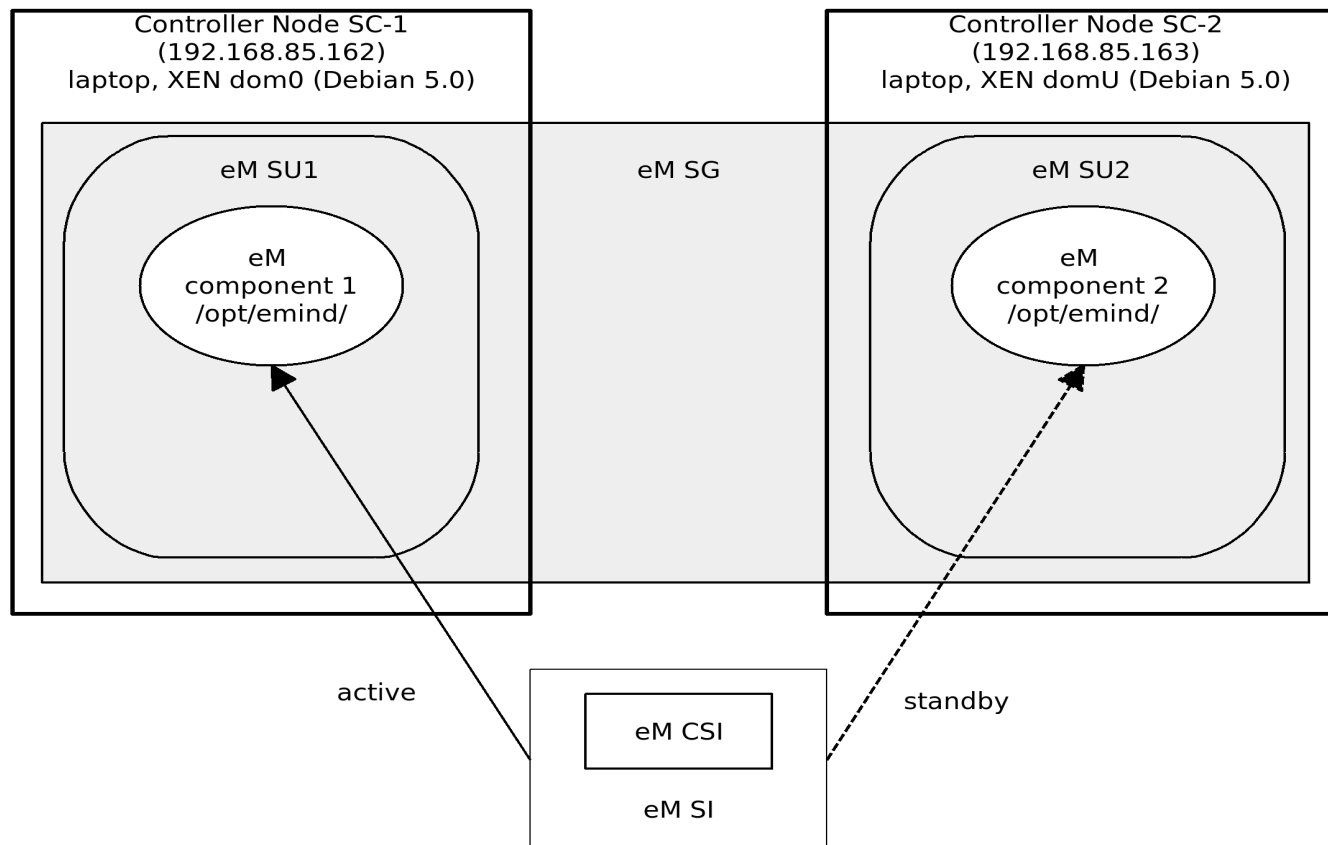 Controller Node SC-1
(192.168.85.162)
laptop, XEN dom0 (Debian 5.0)
Controller Node SC-2
(192.168.85.163)
laptop, XEN domU (Debian 5.0)
eM SU1
eM SG
eM SU2
eM
component 1
/opt/emind/
eM
component 2
/opt/emind/
active
standby
eM CSI
eM SI